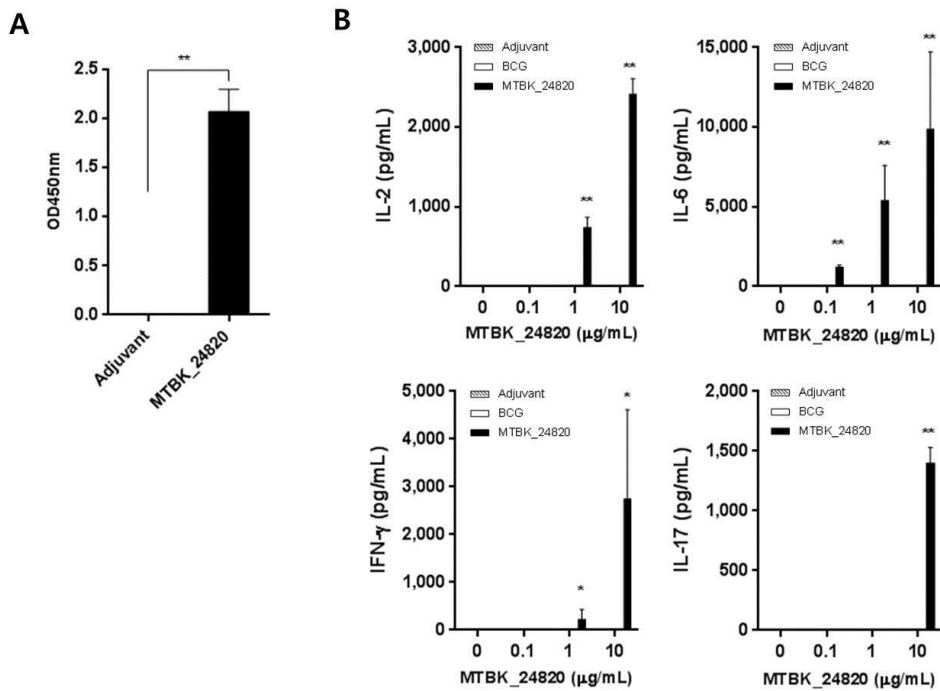 A
**
2.5
2.0
1.5
1.0
0.5
0.0
OD450nm
Adjuvant
MTBK_24820
B
Adjuvant
BCG
MTBK_24820
**
**
3,000
2,000
1,000
0
IL-2 (pg/mL)
0 0.1 1 10
MTBK_24820 (μg/mL)
Adjuvant
BCG
MTBK_24820
**
**
**
15,000
10,000
5,000
0
IL-6 (pg/mL)
0 0.1 1 10
MTBK_24820 (μg/mL)
Adjuvant
BCG
MTBK_24820
*
*
5,000
4,000
3,000
2,000
1,000
0
IFN-γ (pg/mL)
0 0.1 1 10
MTBK_24820 (μg/mL)
Adjuvant
BCG
MTBK_24820
**
2,000
1,500
1,000
500
0
IL-17 (pg/mL)
0 0.1 1 10
MTBK_24820 (μg/mL)